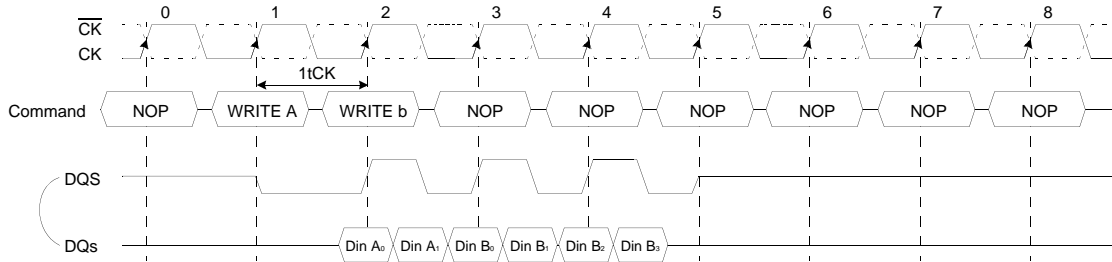 0 1 2 3 4 5 6 7 8
CK
CK
1tCK
Command NOP WRITE A WRITE b NOP NOP NOP NOP NOP NOP
DQS
DQs Din A₀ Din A₁ Din B₀ Din B₁ Din B₂ Din B₃